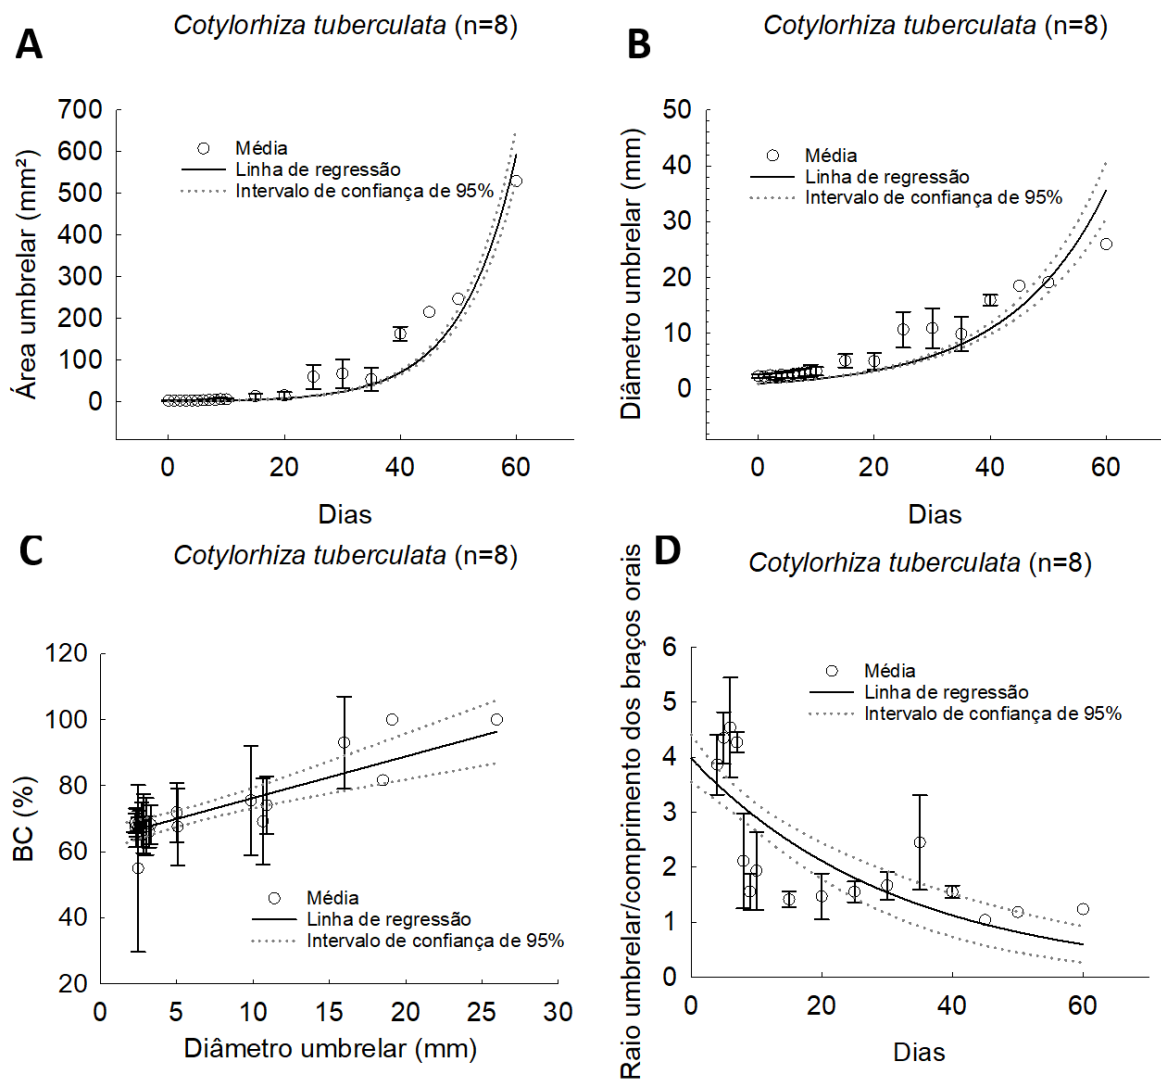 A
Cotylorhiza tuberculata (n=8)
700
600
500
400
300
200
100
0
Área umbrelar (mm²)
Média
Linha de regressão
Intervalo de confiança de 95%
0 20 40 60
Dias
B
Cotylorhiza tuberculata (n=8)
50
40
30
20
10
0
Diâmetro umbrelar (mm)
Média
Linha de regressão
Intervalo de confiança de 95%
0 20 40 60
Dias
C
Cotylorhiza tuberculata (n=8)
120
100
80
60
40
20
BC (%)
Média
Linha de regressão
Intervalo de confiança de 95%
0 5 10 15 20 25 30
Diâmetro umbrelar (mm)
D
Cotylorhiza tuberculata (n=8)
6
5
4
3
2
1
0
Raio umbrelar/comprimento dos braços orais
Média
Linha de regressão
Intervalo de confiança de 95%
0 20 40 60
Dias